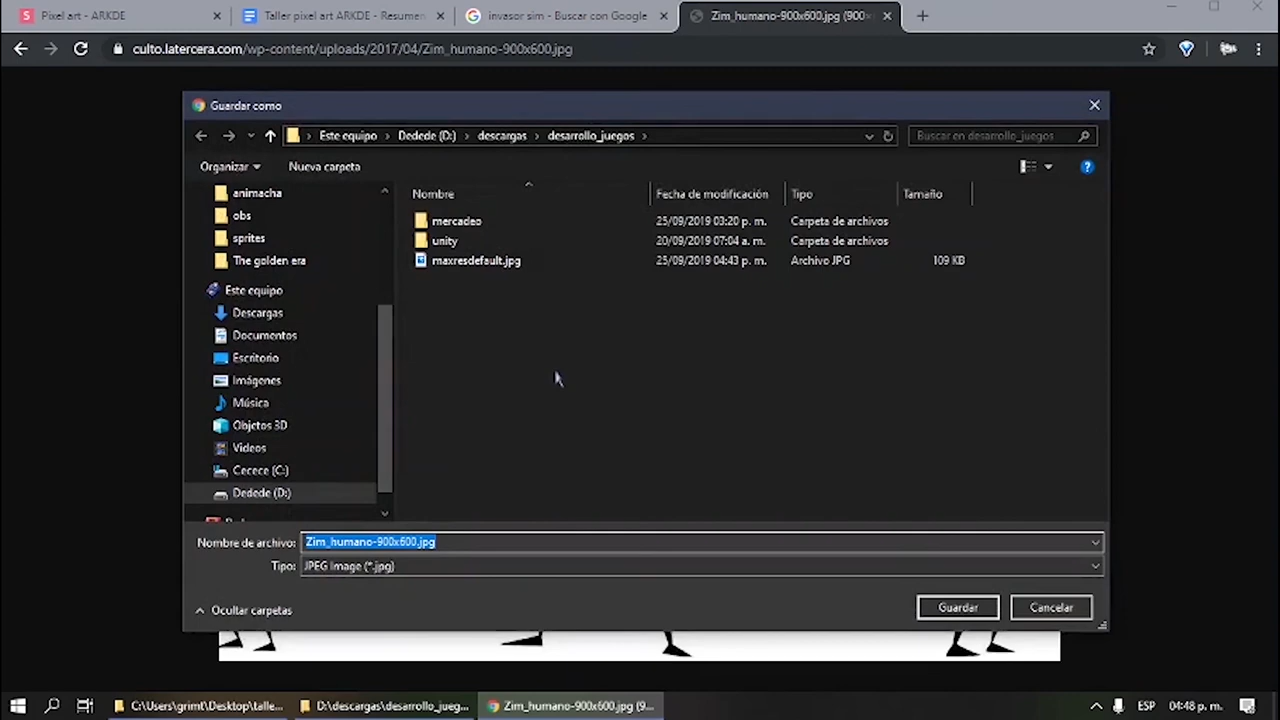 Pixel art - ARKDE
Taller pixel art ARKDE - Resumen
invasor sim - Buscar con Google
Zim_humano-900x600.jpg (900×
culto.latercera.com/wp-content/uploads/2017/04/Zim_humano-900x600.jpg
Guardar como
Este equipo > Dedede (D:) > descargas > desarrollo_juegos >
Buscar en desarrollo_juegos
Organizar
Nueva carpeta
animacha
obs
sprites
The golden era
Este equipo
Descargas
Documentos
Escritorio
Imágenes
Música
Objetos 3D
Videos
Cecece (C:)
Dedede (D:)
Nombre Fecha de modificación Tipo Tamaño
mercadeo 25/09/2019 03:20 p. m. Carpeta de archivos
unity 20/09/2019 07:04 a. m. Carpeta de archivos
maxresdefault.jpg 25/09/2019 04:43 p. m. Archivo JPG 109 KB
Nombre de archivo: Zim_humano-900x600.jpg
Tipo: JPEG Image (*.jpg)
Ocultar carpetas
Guardar
Cancelar
C:\Users\grimt\Desktop\talle...
D:\descargas\desarrollo_jueg...
Zim_humano-900x600.jpg (9...
ESP
04:48 p. m.